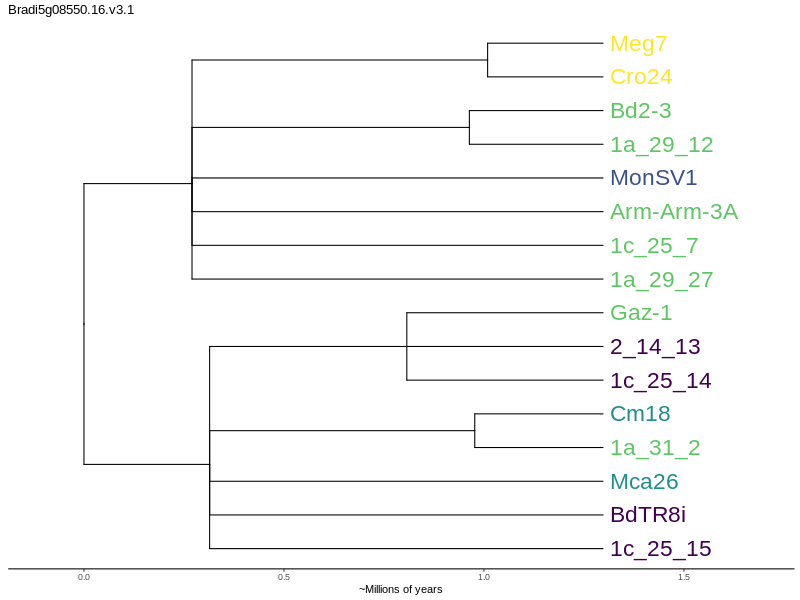 Bradi5g08550.16.v3.1
Meg7
Cro24
Bd2-3
1a_29_12
MonSV1
Arm-Arm-3A
1c_25_7
1a_29_27
Gaz-1
2_14_13
1c_25_14
Cm18
1a_31_2
Mca26
BdTR8i
1c_25_15
0.0 0.5 1.0 1.5
~Millions of years